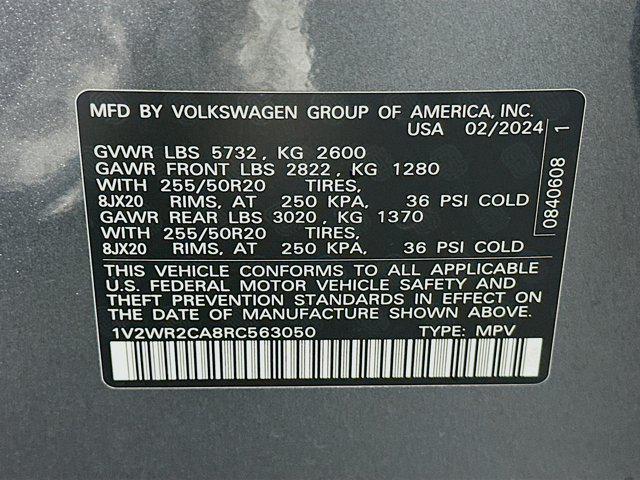 MFD BY VOLKSWAGEN GROUP OF AMERICA, INC.
USA 02/2024
GVWR LBS 5732, KG 2600
GAWR FRONT LBS 2822, KG 1280
WITH 255/50R20 TIRES,
8JX20 RIMS, AT 250 KPA, 36 PSI COLD
GAWR REAR LBS 3020, KG 1370
WITH 255/50R20 TIRES,
8JX20 RIMS, AT 250 KPA, 36 PSI COLD
THIS VEHICLE CONFORMS TO ALL APPLICABLE
U.S. FEDERAL MOTOR VEHICLE SAFETY AND
THEFT PREVENTION STANDARDS IN EFFECT ON
THE DATE OF MANUFACTURE SHOWN ABOVE.
1V2WR2CA8RC563050 TYPE: MPV
0840608 1